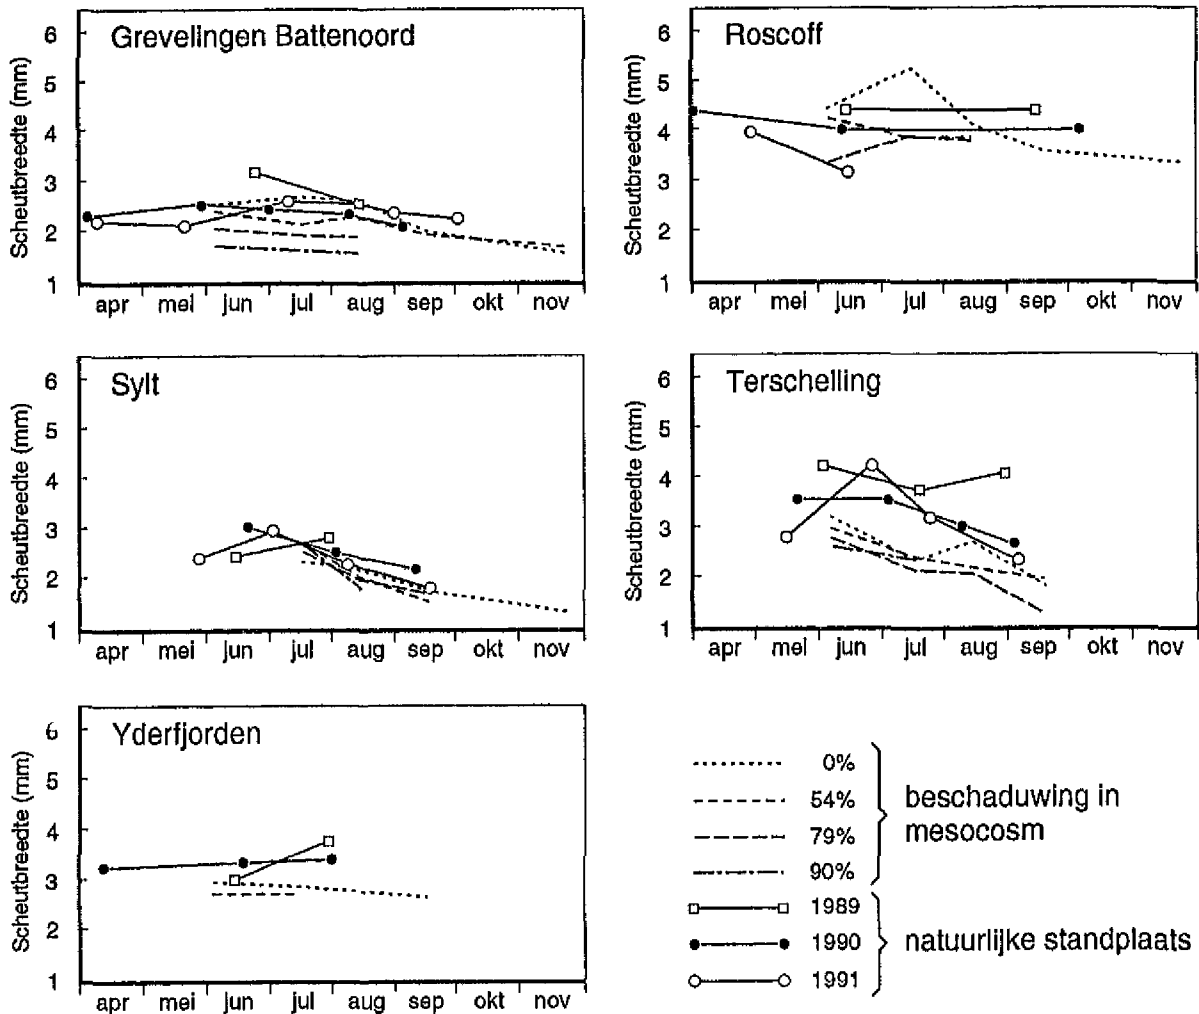 Grevelingen Battenoord
Scheutbreedte (mm)
6
5
4
3
2
1
apr mei jun jul aug sep okt nov
Roscoff
Scheutbreedte (mm)
6
5
4
3
2
1
apr mei jun jul aug sep okt nov
Sylt
Scheutbreedte (mm)
6
5
4
3
2
1
apr mei jun jul aug sep okt nov
Terschelling
Scheutbreedte (mm)
6
5
4
3
2
1
apr mei jun jul aug sep okt nov
Yderfjorden
Scheutbreedte (mm)
6
5
4
3
2
1
apr mei jun jul aug sep okt nov
0%
54%
79%
90%
beschaduwing in
mesocosm
1989
1990
1991
natuurlijke standplaats